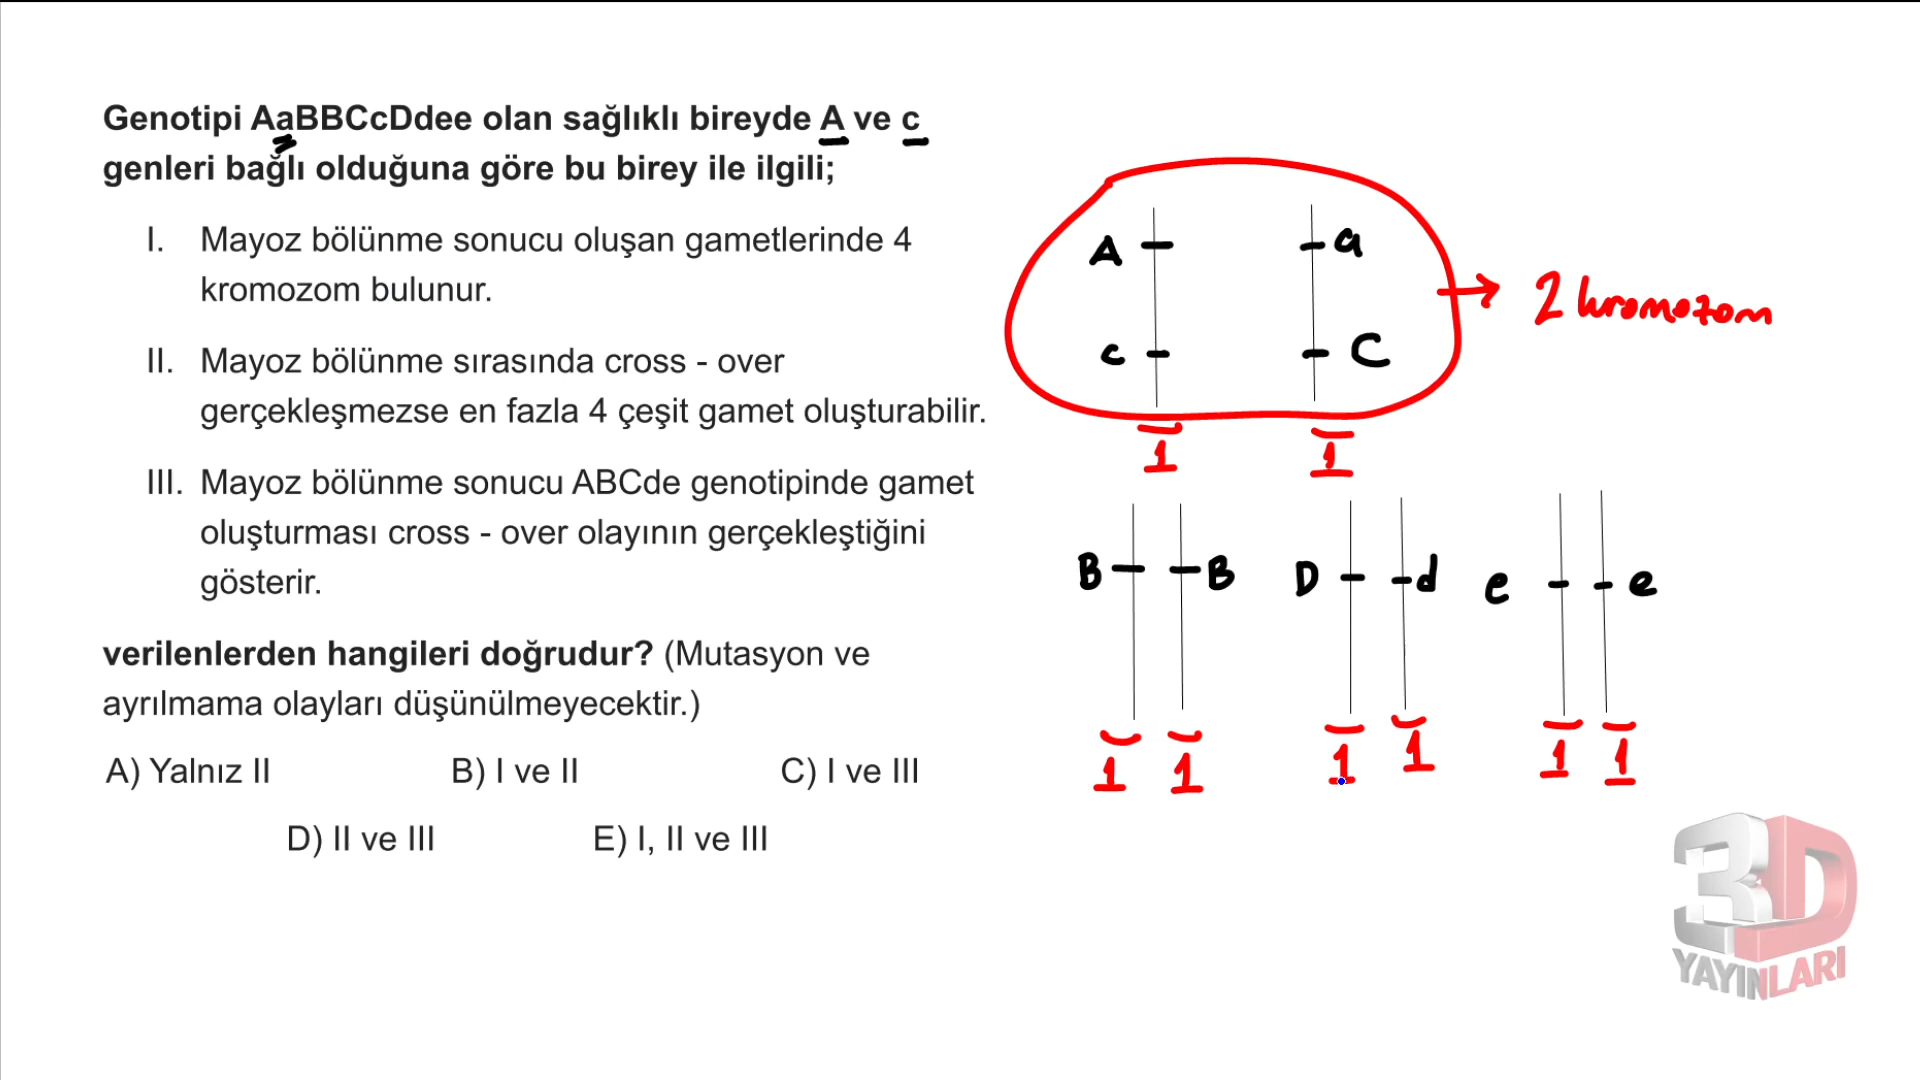 Genotipi AaBBCcDdee olan sağlıklı bireyde A ve c
genleri bağlı olduğuna göre bu birey ile ilgili;
I. Mayoz bölünme sonucu oluşan gametlerinde 4
kromozom bulunur.
II. Mayoz bölünme sırasında cross - over
gerçekleşmezse en fazla 4 çeşit gamet oluşturabilir.
III. Mayoz bölünme sonucu ABCde genotipinde gamet
oluşturması cross - over olayının gerçekleştiğini
gösterir.
verilenlerden hangileri doğrudur? (Mutasyon ve
ayrılmama olayları düşünülmeyecektir.)
A) Yalnız II B) I ve II C) I ve III
D) II ve III E) I, II ve III
A a
c C
2 kromozom
1 1
B B D d e e
1 1 1 1 1 1
3D
YAYINLARI